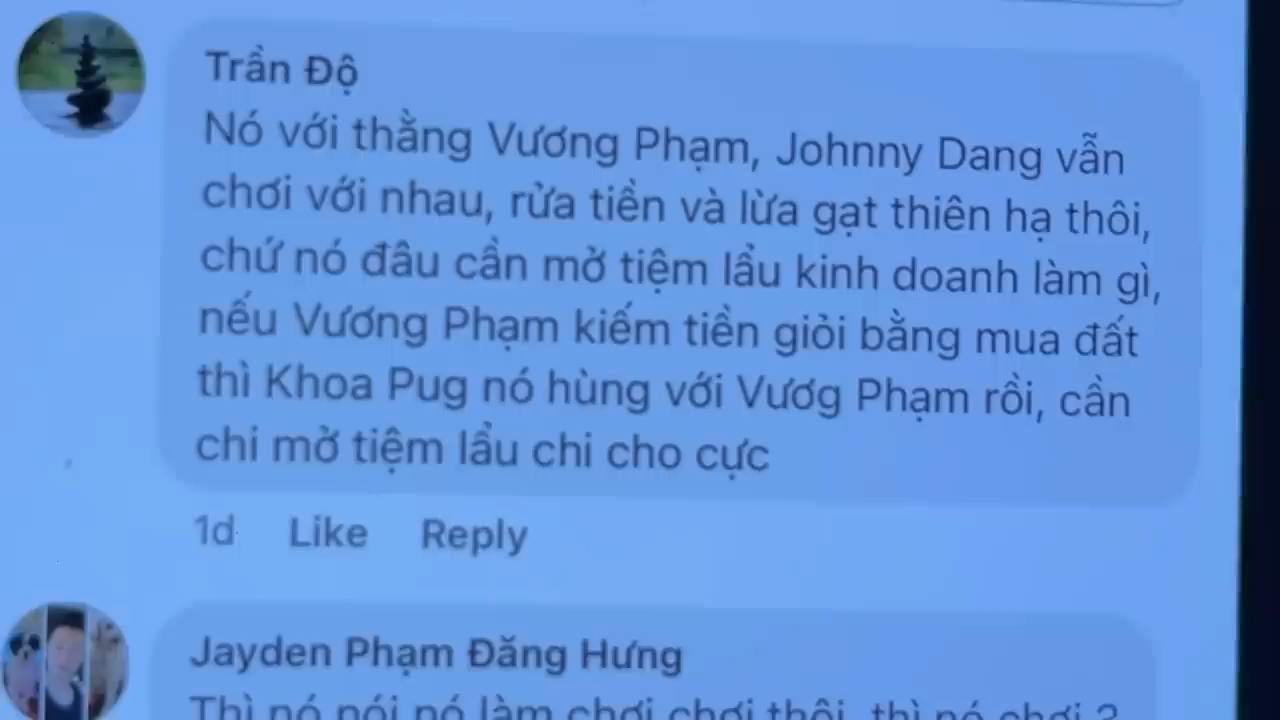 Trần Độ
Nó với thằng Vương Phạm, Johnny Dang vẫn
chơi với nhau, rửa tiền và lừa gạt thiên hạ thôi,
chứ nó đâu cần mở tiệm lẩu kinh doanh làm gì,
nếu Vương Phạm kiếm tiền giỏi bằng mua đất
thì Khoa Pug nó hùng với Vươg Phạm rồi, cần
chi mở tiệm lẩu chi cho cực
1d Like Reply
Jayden Phạm Đăng Hưng
Thì nó nói nó làm chơi chơi thôi, thì nó chơi ?